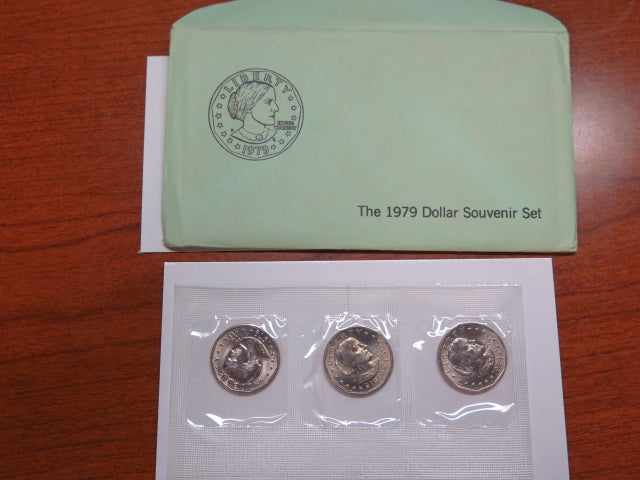 LIBERTY
1979
The 1979 Dollar Souvenir Set